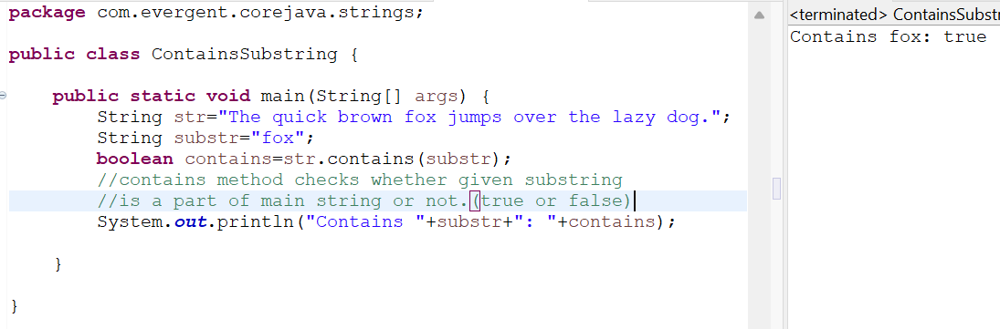 package com.evergent.corejava.strings;
public class ContainsSubstring {
public static void main(String[] args) {
String str="The quick brown fox jumps over the lazy dog.";
String substr="fox";
boolean contains=str.contains(substr);
//contains method checks whether given substring
//is a part of main string or not.(true or false)
System.out.println("Contains "+substr+": "+contains);
}
}
<terminated> ContainsSubstr
Contains fox: true